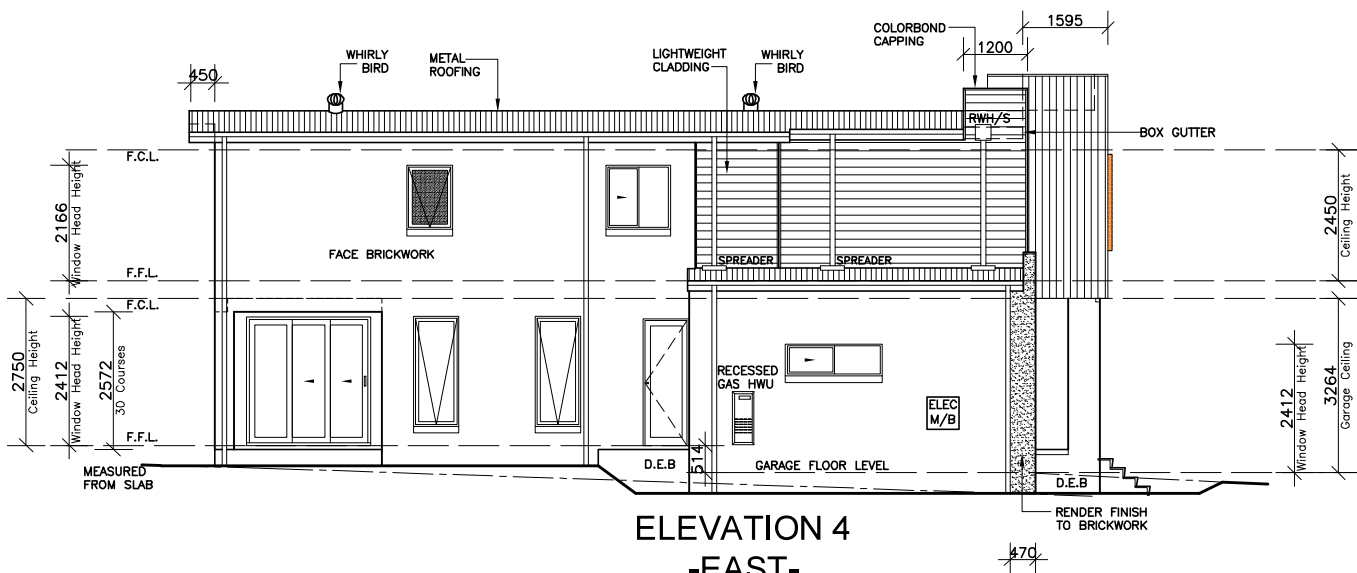 1595
COLORBOND
CAPPING
1200
WHIRLY
BIRD
METAL
ROOFING
LIGHTWEIGHT
CLADDING
WHIRLY
BIRD
450
RWH/S
BOX GUTTER
F.C.L.
2166
Window Head Height
FACE BRICKWORK
2450
Ceiling Height
SPREADER
SPREADER
F.F.L.
F.C.L.
2750
Ceiling Height
2412
Window Head Height
2572
30 Courses
RECESSED
GAS HWU
ELEC
M/B
2412
Window Head Height
3264
Garage Ceiling
F.F.L.
MEASURED
FROM SLAB
D.E.B
514
GARAGE FLOOR LEVEL
D.E.B
RENDER FINISH
TO BRICKWORK
ELEVATION 4
-EAST-
470